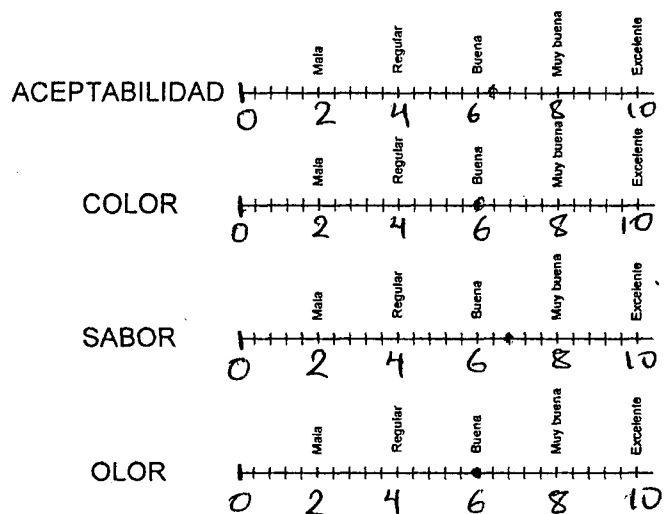 Mala Regular Buena Muy buena Excelente
ACEPTABILIDAD
0 2 4 6 8 10
Mala Regular Buena Muy buena Excelente
COLOR
0 2 4 6 8 10
Mala Regular Buena Muy buena Excelente
SABOR
0 2 4 6 8 10
Mala Regular Buena Muy buena Excelente
OLOR
0 2 4 6 8 10